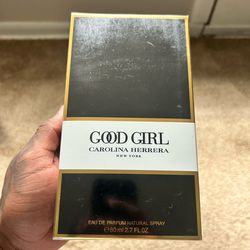 GOOD GIRL
CAROLINA HERRERA
NEW YORK
EAU DE PARFUM NATURAL SPRAY
℮ 80 ml 2.7 FL.OZ